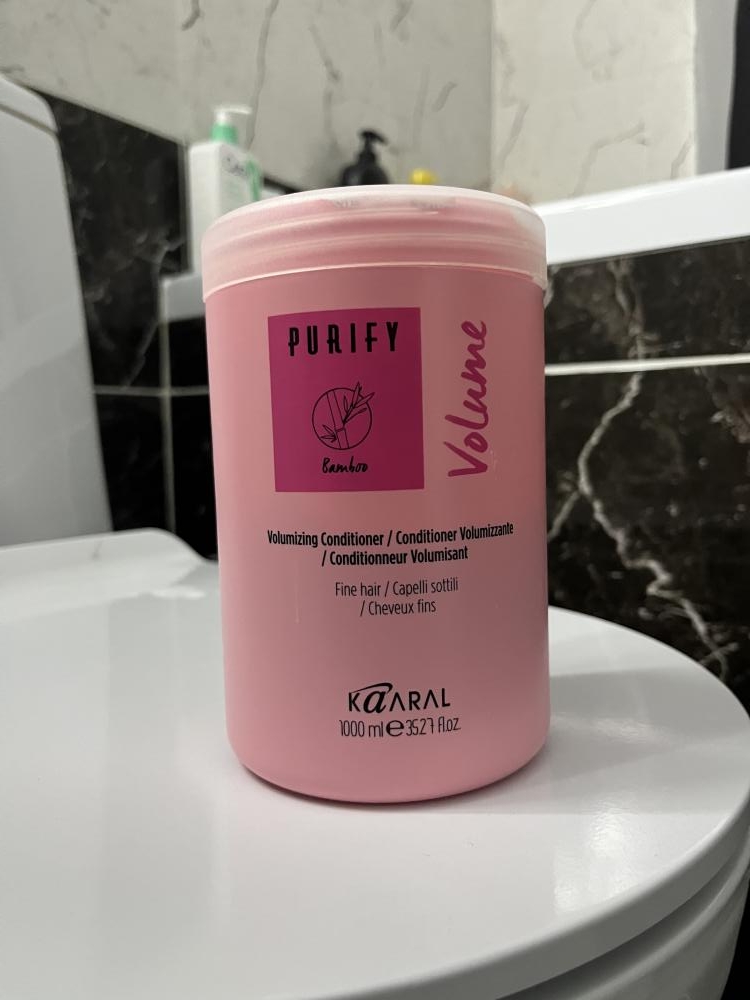 PURIFY
Bamboo
Volume
Volumizing Conditioner / Conditioner Volumizzante
/ Conditionneur Volumisant
Fine hair / Capelli sottili
/ Cheveux fins
KAARAL
1000 ml e 35.27 fl.oz.